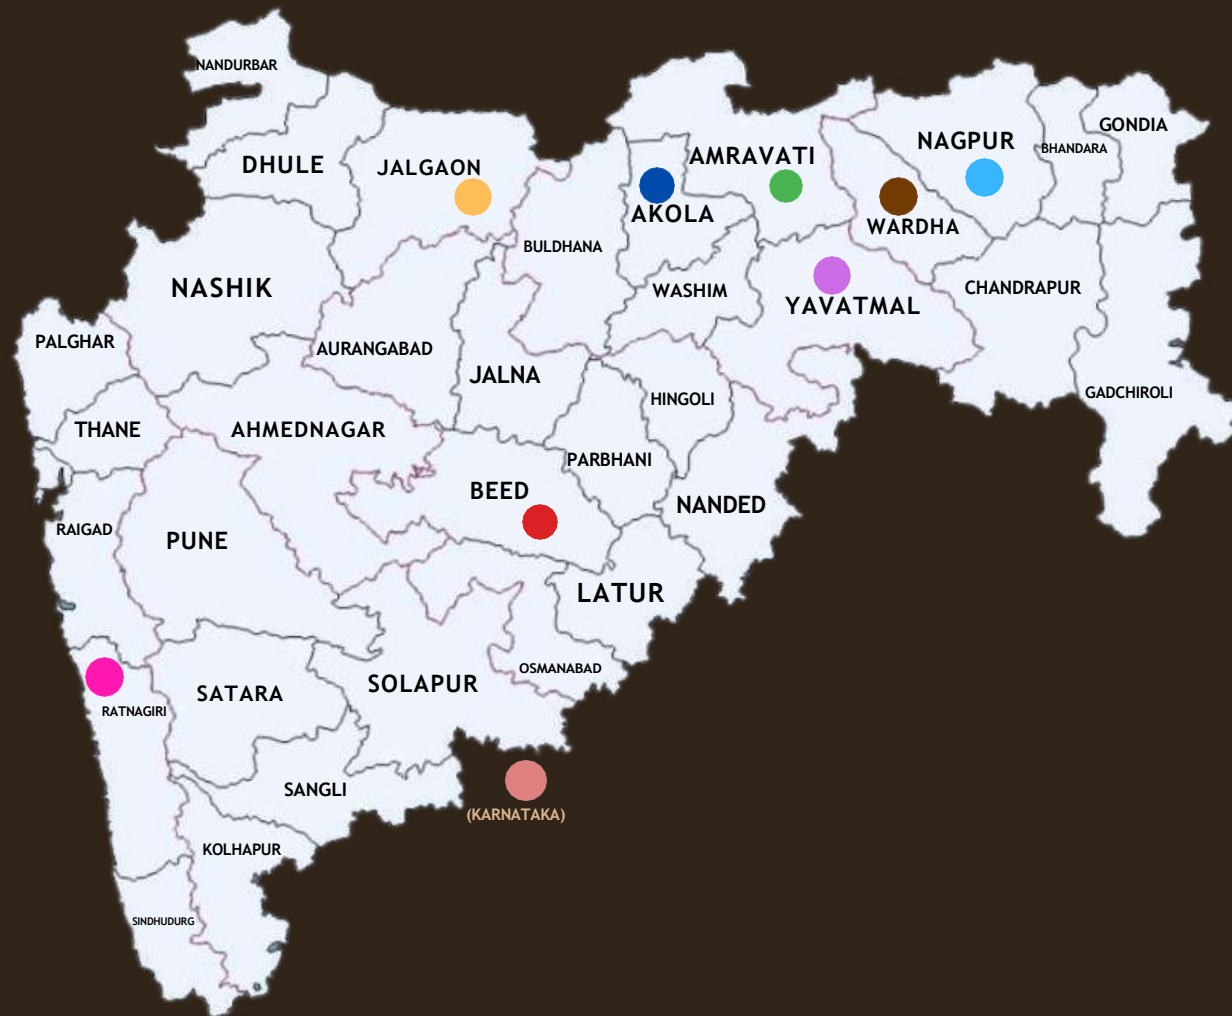 NANDURBAR
DHULE
JALGAON
AMRAVATI
NAGPUR
BHANDARA
GONDIA
AKOLA
WARDHA
BULDHANA
NASHIK
WASHIM
YAVATMAL
CHANDRAPUR
PALGHAR
AURANGABAD
JALNA
HINGOLI
GADCHIROLI
THANE
AHMEDNAGAR
PARBHANI
BEED
NANDED
RAIGAD
PUNE
LATUR
OSMANABAD
SOLAPUR
SATARA
RATNAGIRI
SANGLI
(KARNATAKA)
KOLHAPUR
SINDHUDURG